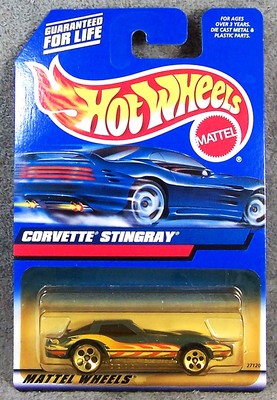 GUARANTEED
FOR LIFE
FOR AGES
OVER 3 YEARS.
DIE CAST METAL &
PLASTIC PARTS.
HOT WHEELS
MATTEL
®
CORVETTE® STINGRAY®
27120
MATTEL WHEELS®